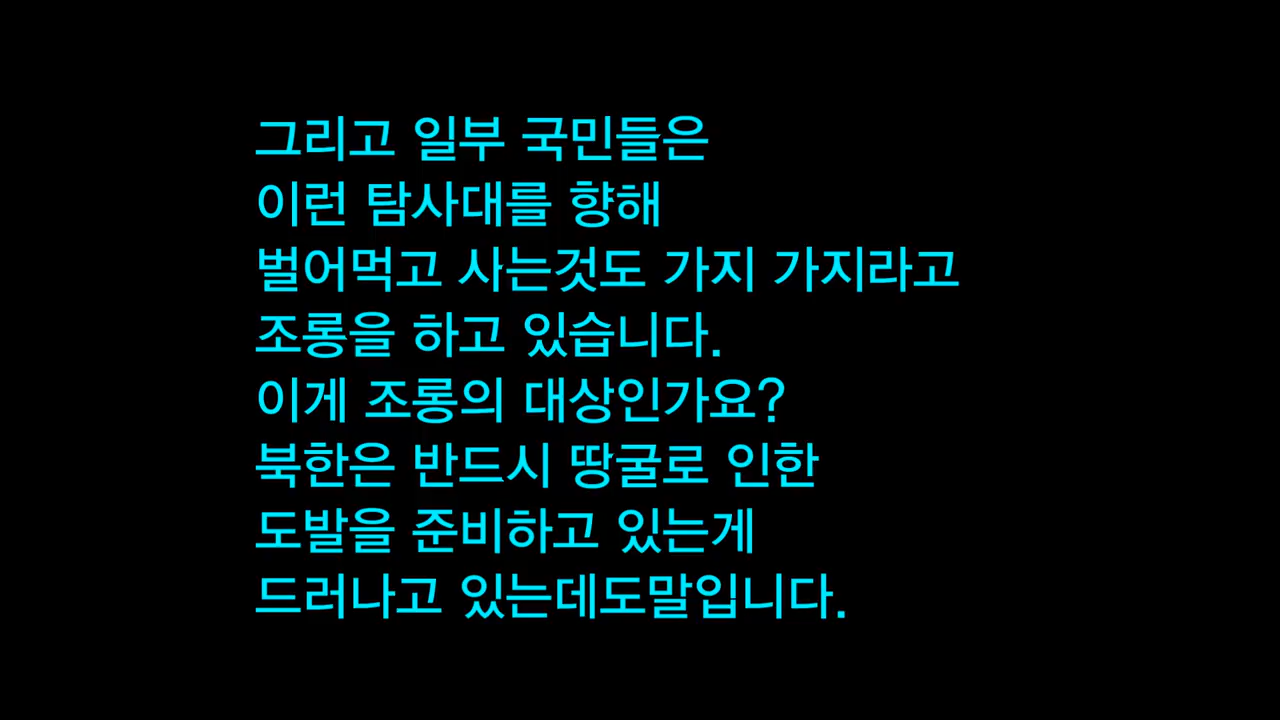 그리고 일부 국민들은
이런 탐사대를 향해
벌어먹고 사는것도 가지 가지라고
조롱을 하고 있습니다.
이게 조롱의 대상인가요?
북한은 반드시 땅굴로 인한
도발을 준비하고 있는게
드러나고 있는데도말입니다.